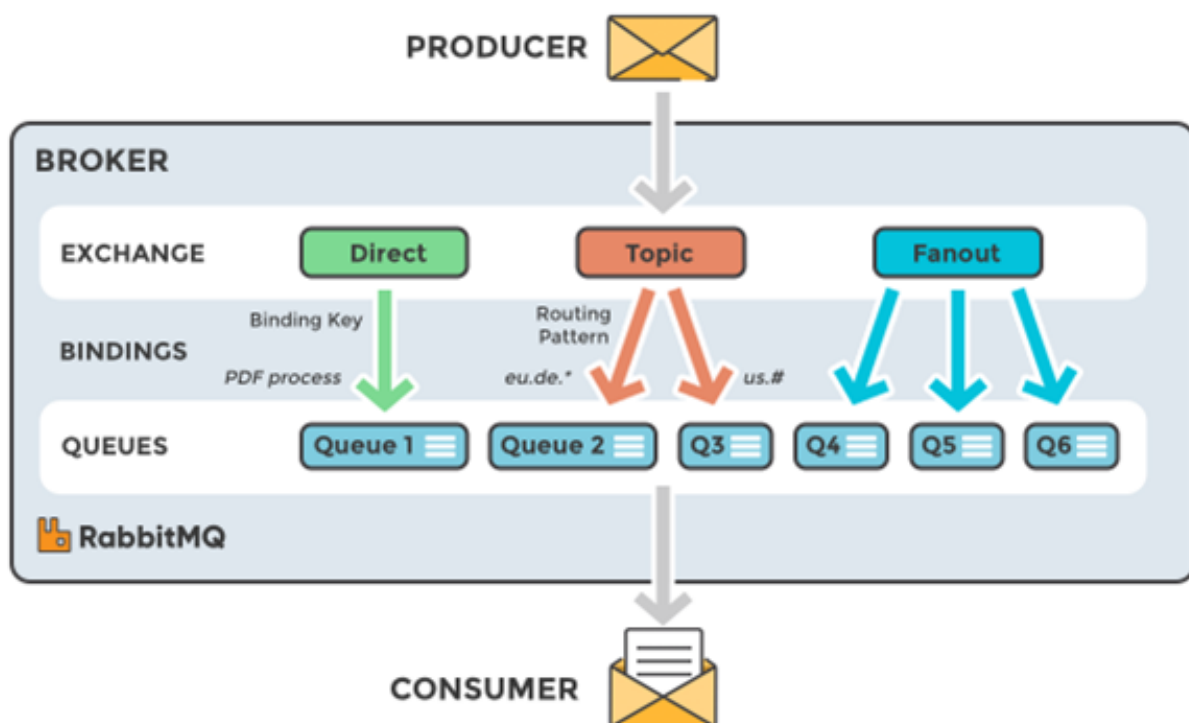 PRODUCER
BROKER
EXCHANGE
Direct
Topic
Fanout
Binding Key
Routing
Pattern
BINDINGS
PDF process
eu.de.*
us.#
QUEUES
Queue 1
Queue 2
Q3
Q4
Q5
Q6
RabbitMQ
CONSUMER